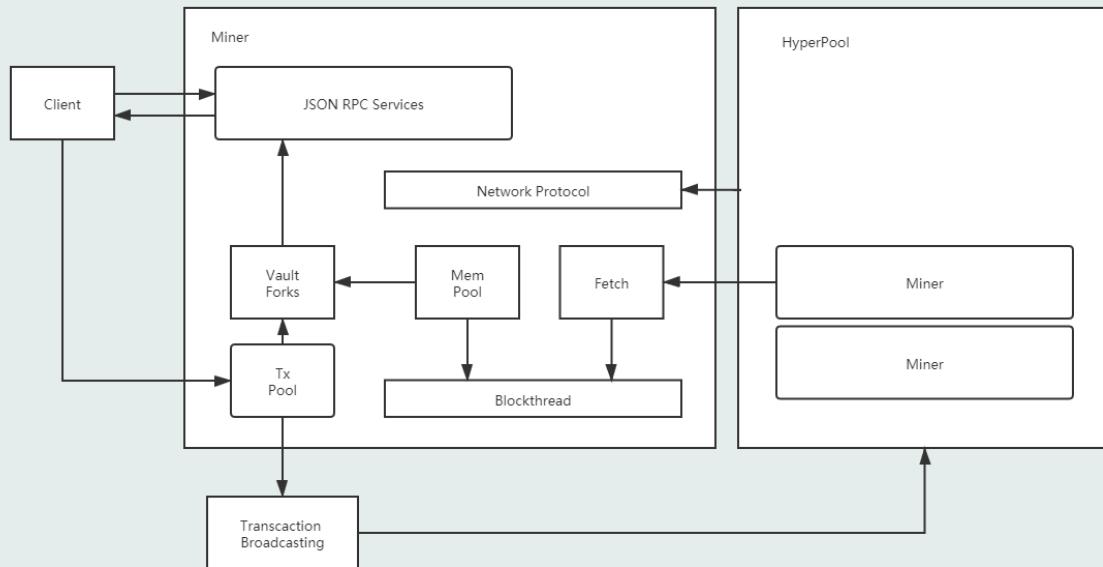 Miner
HyperPool
Client
JSON RPC Services
Network Protocol
Vault
Forks
Mem
Pool
Fetch
Miner
Tx
Pool
Blockthread
Miner
Transcaction
Broadcasting